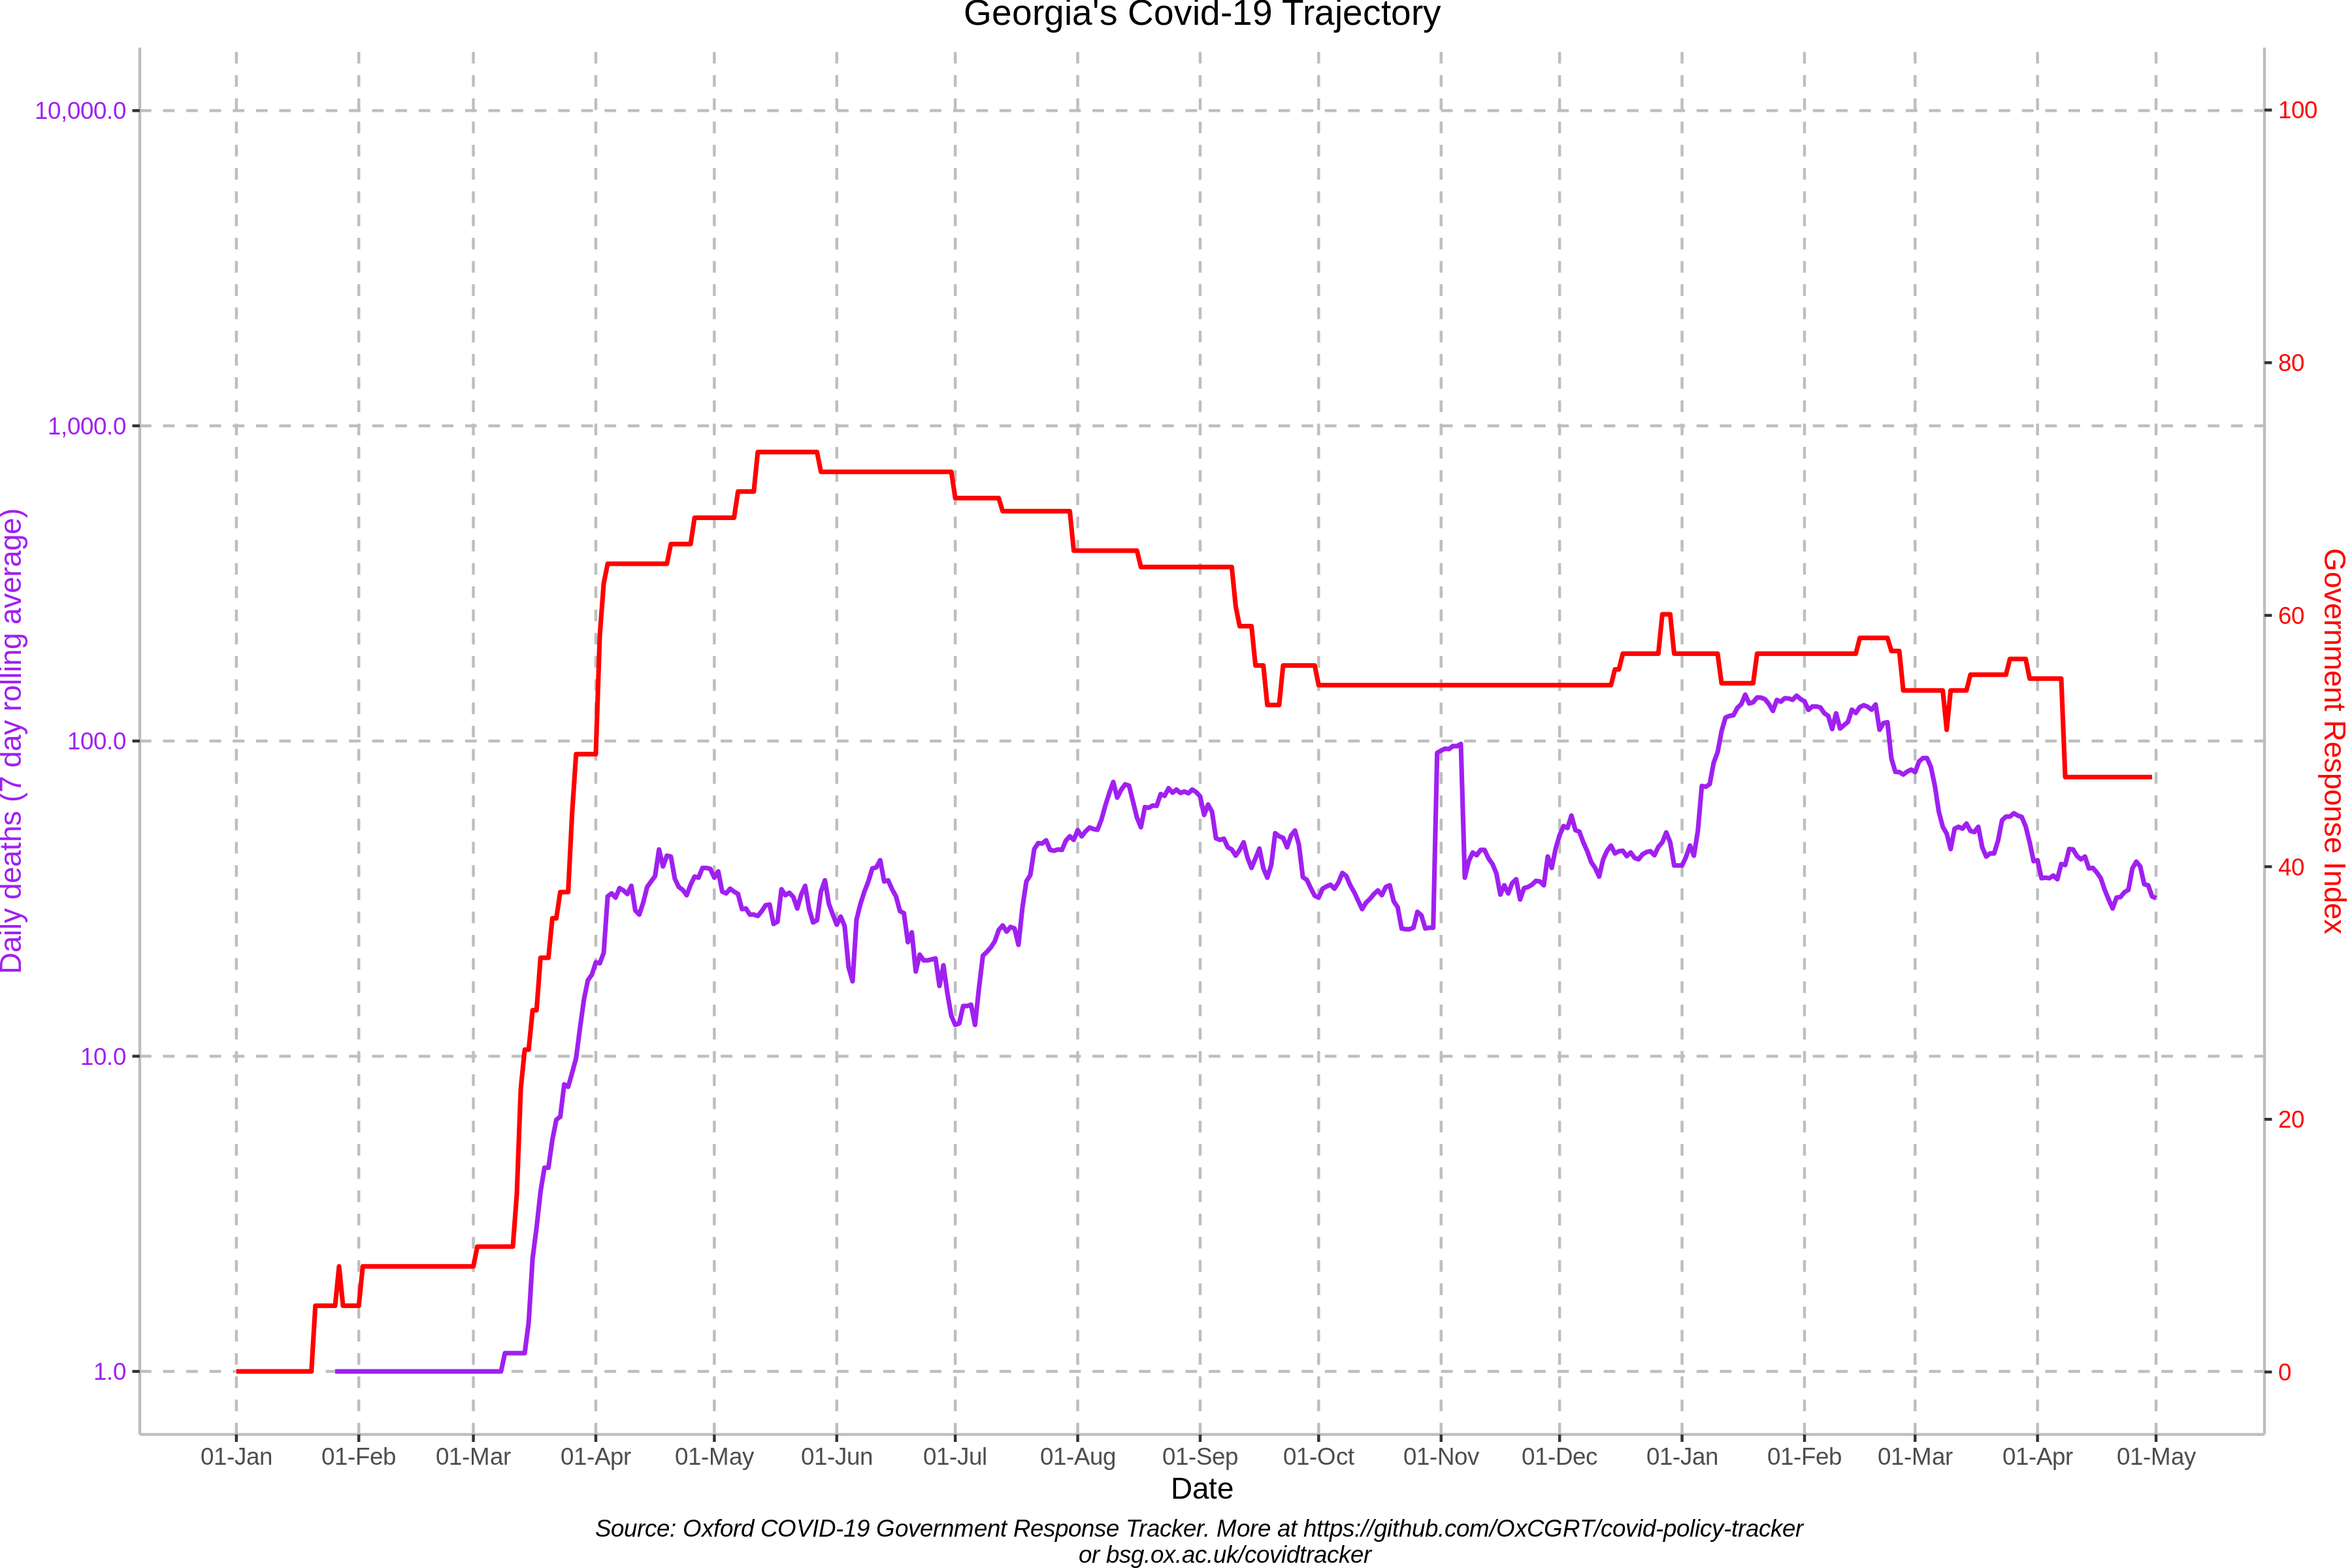 Georgia's Covid-19 Trajectory
Daily deaths (7 day rolling average)
10,000.0
1,000.0
100.0
10.0
1.0
100
80
60
40
20
0
Government Response Index
01-Jan 01-Feb 01-Mar 01-Apr 01-May 01-Jun 01-Jul 01-Aug 01-Sep 01-Oct 01-Nov 01-Dec 01-Jan 01-Feb 01-Mar 01-Apr 01-May
Date
Source: Oxford COVID-19 Government Response Tracker. More at https://github.com/OxCGRT/covid-policy-tracker
or bsg.ox.ac.uk/covidtracker